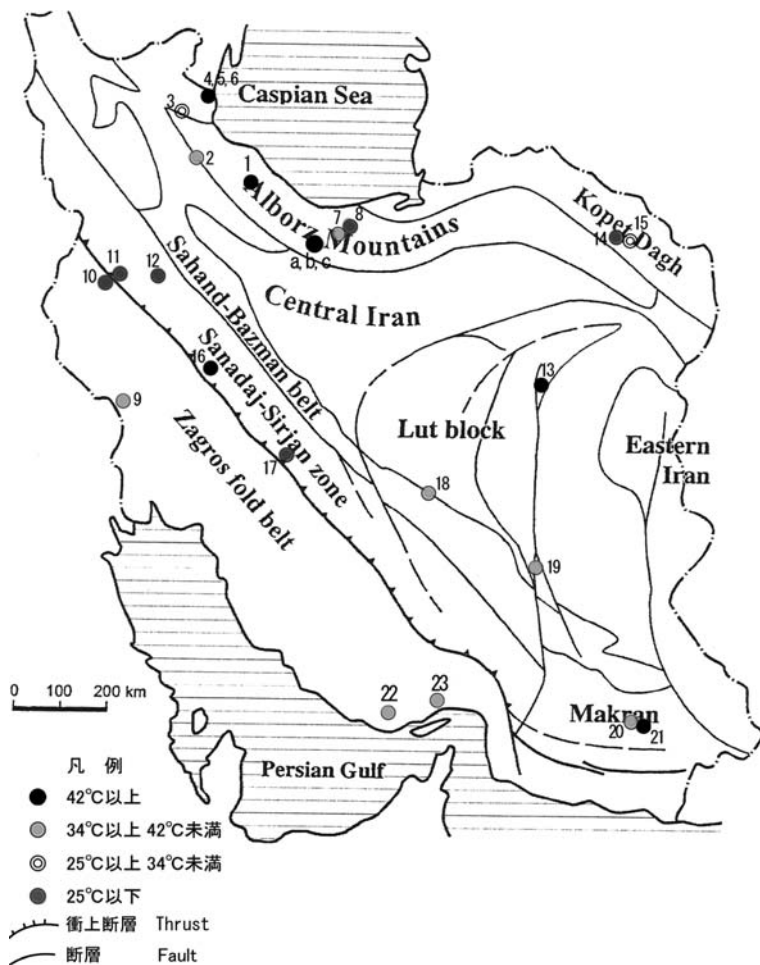 4, 5, 6
Caspian Sea
3
2
1
Alborz Mountains
7
8
a, b, c
Kopet Dagh
14
15
10
11
12
Sahand-Bazman belt
Central Iran
16
Sanadaj-Sirjan zone
13
9
Zagros fold belt
Lut block
Eastern Iran
17
18
19
0 100 200 km
22
23
Makran
20
21
Persian Gulf
凡 例
42℃以上
34℃以上 42℃未満
25℃以上 34℃未満
25℃以下
衝上断層 Thrust
断層 Fault